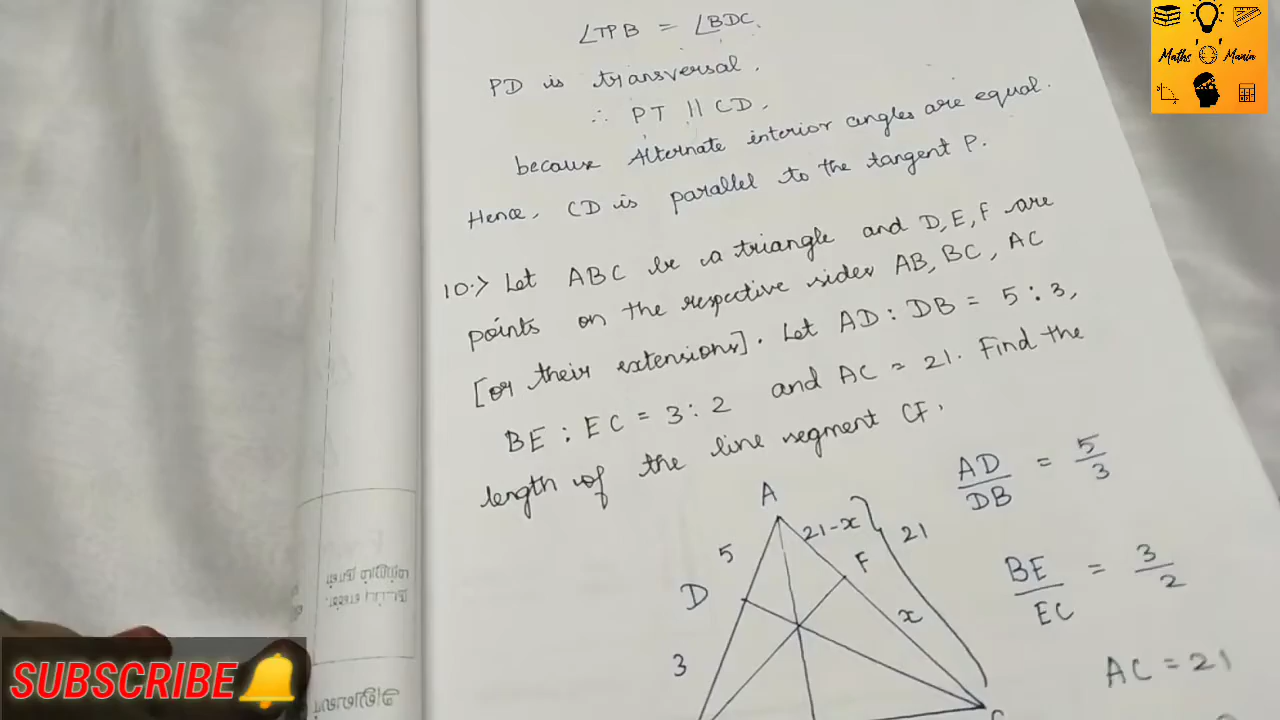 ∠TPB = ∠BDC.
PD is transversal.
∴ PT || CD.
because Alternate interior angles are equal.
Hence, CD is parallel to the tangent P.
10.> Let ABC be a triangle and D, E, F are
points on the respective sides AB, BC, AC
[or their extensions]. Let AD : DB = 5 : 3,
BE : EC = 3 : 2 and AC = 21. Find the
length of the line segment CF.
A
5
D
3
21-x
F
x
21
C
AD/DB = 5/3
BE/EC = 3/2
AC = 21
Maths Mania
SUBSCRIBE